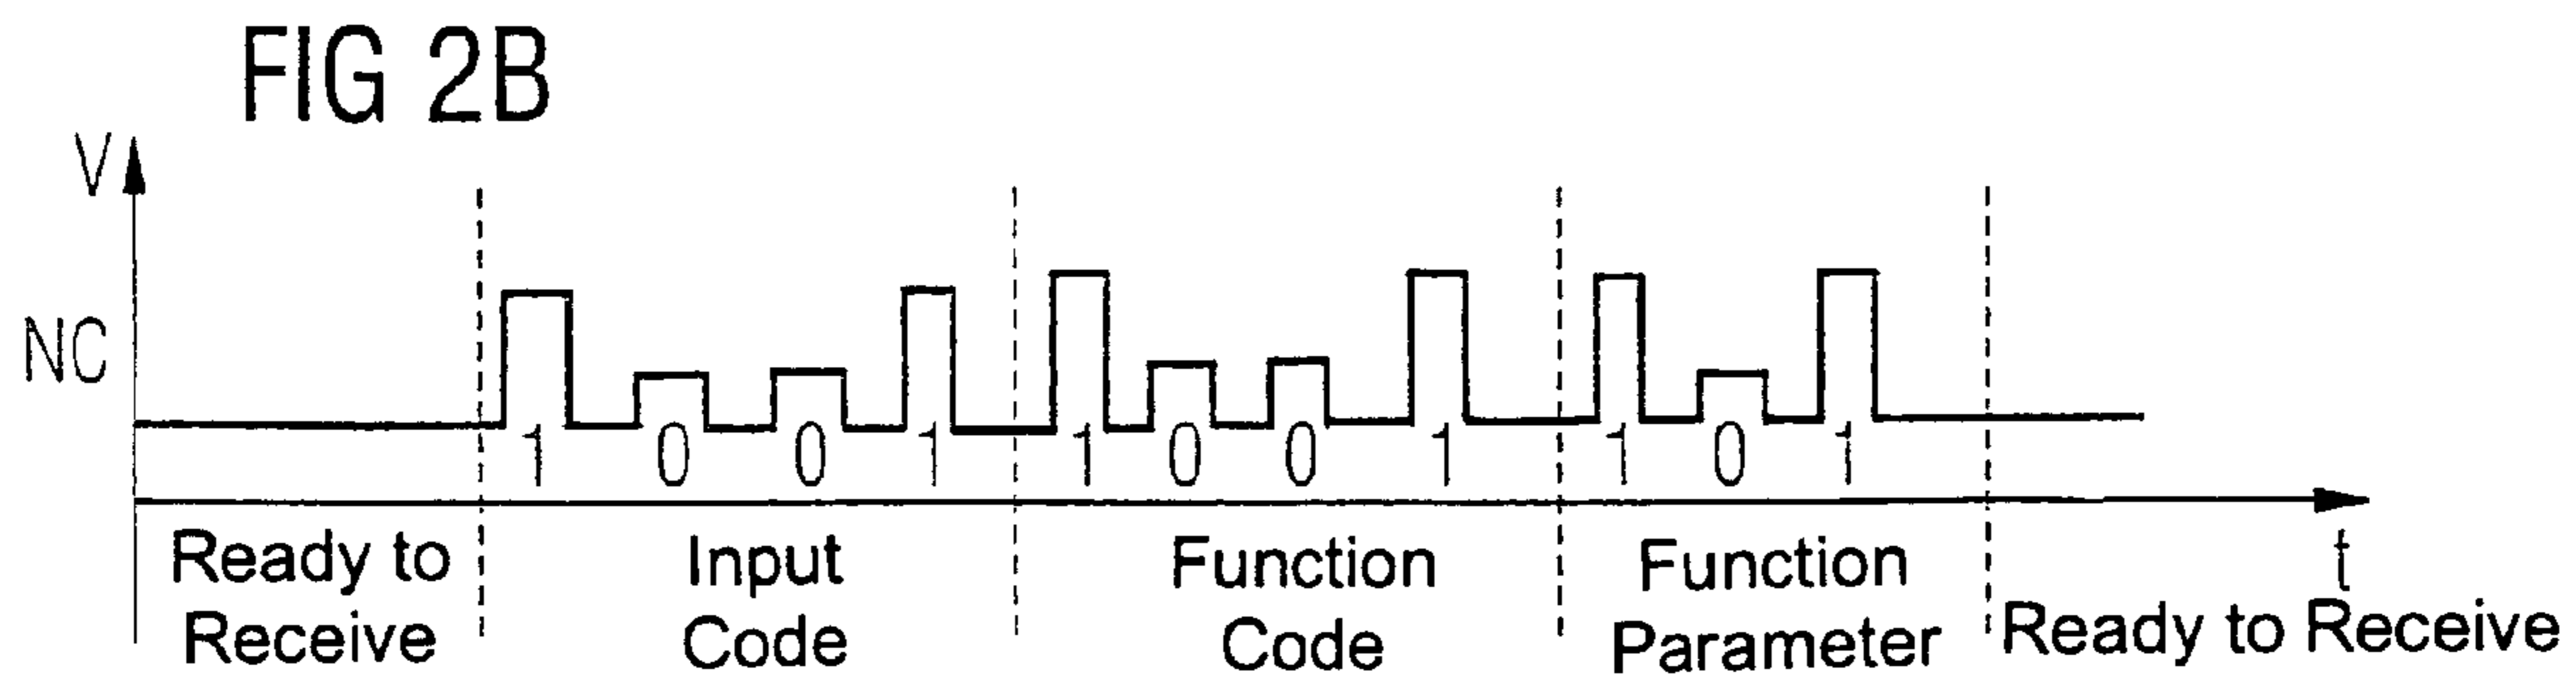 FIG 2B
V
NC
1 0 0 1 1 0 0 1 1 0 1
t
Ready to
Receive
Input
Code
Function
Code
Function
Parameter
Ready to Receive